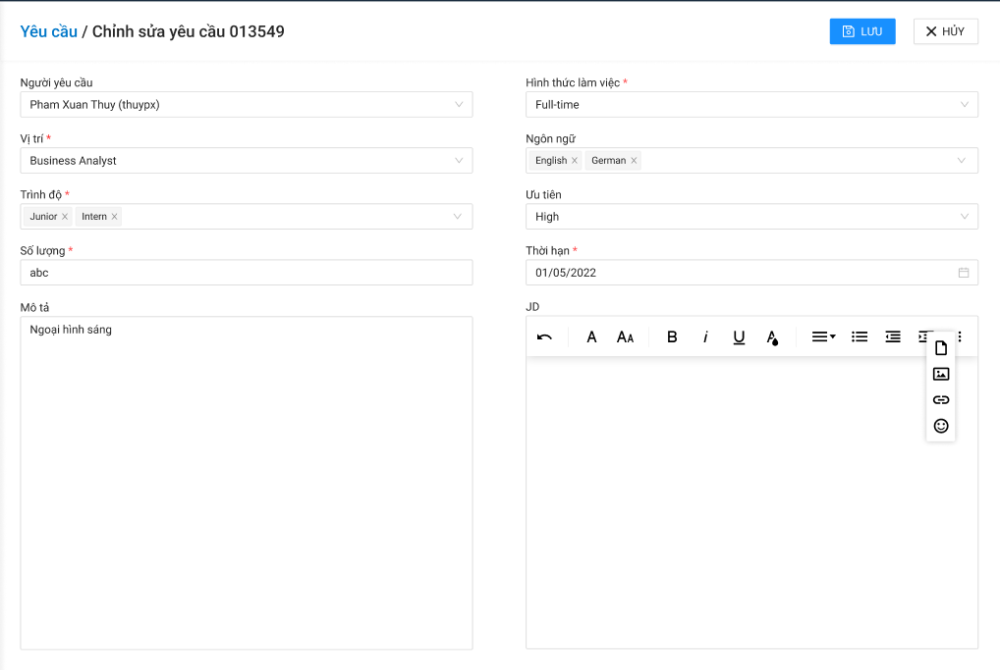 Yêu cầu / Chỉnh sửa yêu cầu 013549
LƯU
HỦY
Người yêu cầu
Pham Xuan Thuy (thuypx)
Hình thức làm việc *
Full-time
Vị trí *
Business Analyst
Ngôn ngữ
English
German
Trình độ *
Junior
Intern
Ưu tiên
High
Số lượng *
abc
Thời hạn *
01/05/2022
Mô tả
Ngoại hình sáng
JD
A AA B i U A